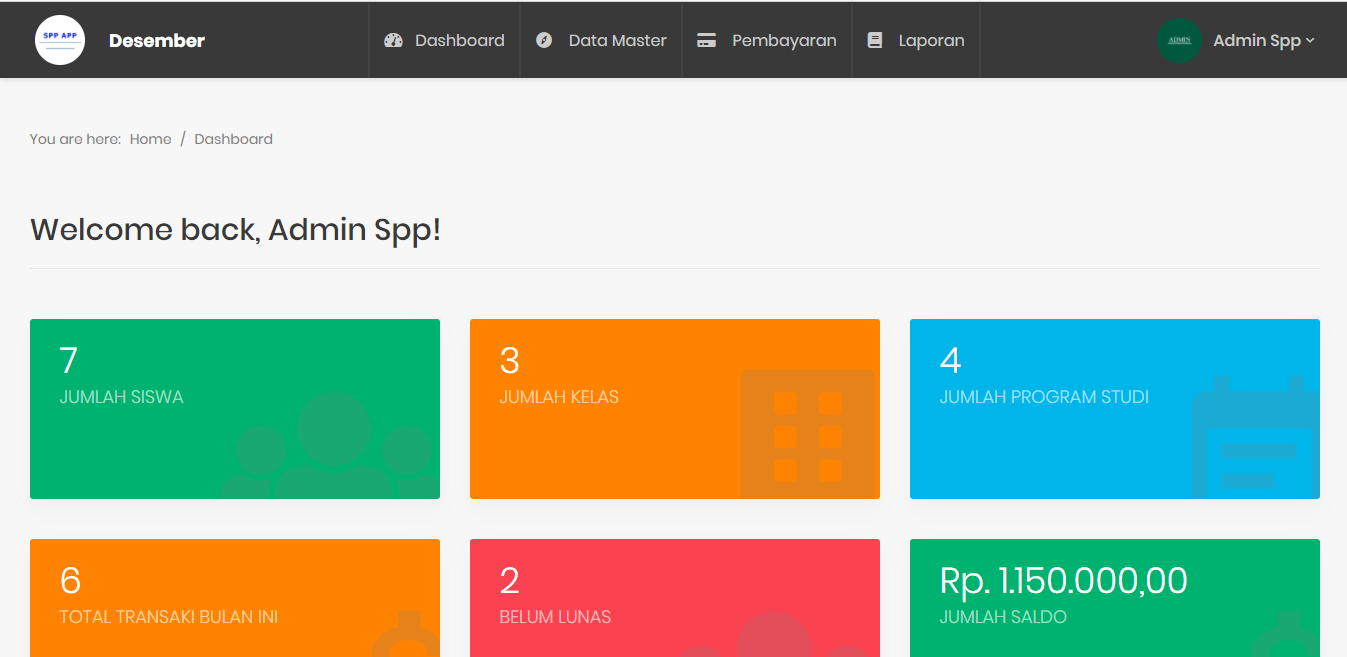 SPP APP
Desember
Dashboard
Data Master
Pembayaran
Laporan
ADMIN
Admin Spp
You are here: Home / Dashboard
Welcome back, Admin Spp!
7
JUMLAH SISWA
3
JUMLAH KELAS
4
JUMLAH PROGRAM STUDI
6
TOTAL TRANSAKI BULAN INI
2
BELUM LUNAS
Rp. 1.150.000,00
JUMLAH SALDO